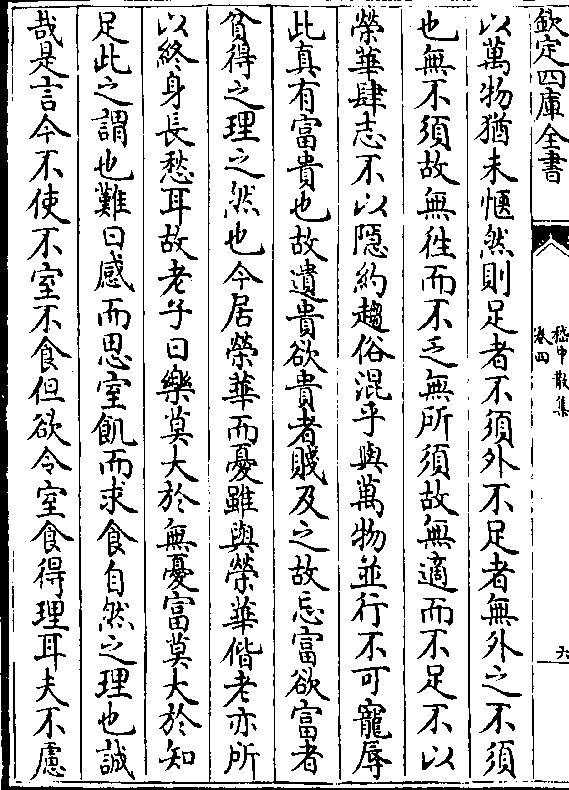 欽定四庫全書
嵇中散集
卷四
六
以萬物猶未愜然則足者不須外不足者無外之不須
也無不須故無往而不乏無所須故無適而不足不以
榮華肆志不以隱約趨俗混乎與萬物並行不可寵辱
此真有富貴也故遺貴欲貴者賤及之故忘富欲富者
貧得之理之然也今居榮華而憂雖與榮華偕老亦所
以終身長愁耳故老子曰樂莫大於無憂富莫大於知
足此之謂也難曰感而思室飢而求食自然之理也誠
哉是言今不使不室不食但欲令室食得理耳夫不慮